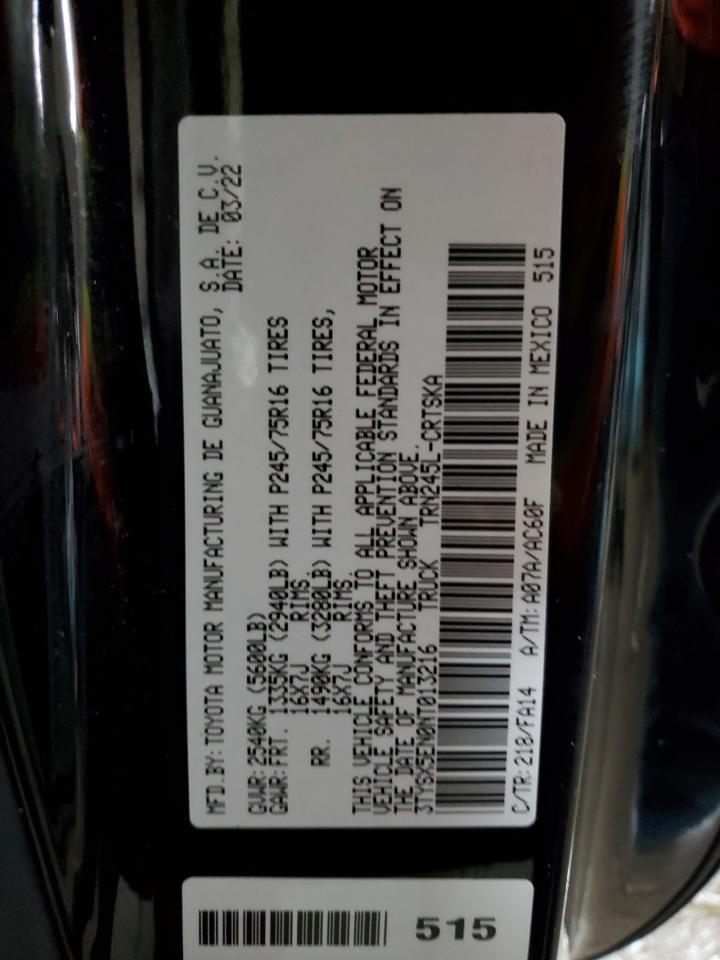 MFD.BY:TOYOTA MOTOR MANUFACTURING DE GUANAJUATO, S.A. DE C.V.
DATE: 03/22
GVWR:2540KG (5600LB)
GAWR:FRT. 1335KG (2940LB) WITH P245/75R16 TIRES
16X7J RIMS,
RR. 1490KG (3280LB) WITH P245/75R16 TIRES,
16X7J RIMS.
THIS VEHICLE CONFORMS TO ALL APPLICABLE FEDERAL MOTOR
VEHICLE SAFETY AND THEFT PREVENTION STANDARDS IN EFFECT ON
THE DATE OF MANUFACTURE SHOWN ABOVE.
3TYSX5EN0NT013216 TRUCK TRN245L-CRTSKA
C/TR:218/FA14 A/TM:A07A/AC60F MADE IN MEXICO 515
515